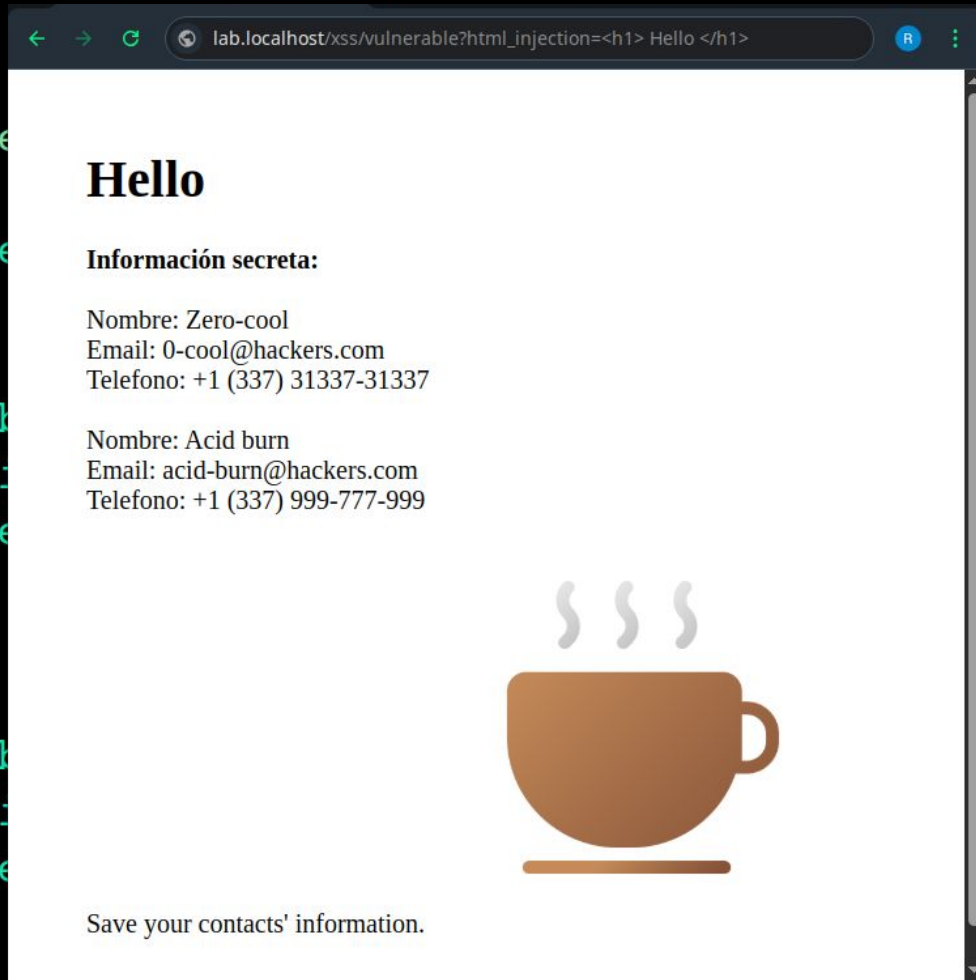 lab.localhost/xss/vulnerable?html_injection=<h1> Hello </h1>
R
Hello
Información secreta:
Nombre: Zero-cool
Email: 0-cool@hackers.com
Telefono: +1 (337) 31337-31337
Nombre: Acid burn
Email: acid-burn@hackers.com
Telefono: +1 (337) 999-777-999
Save your contacts' information.